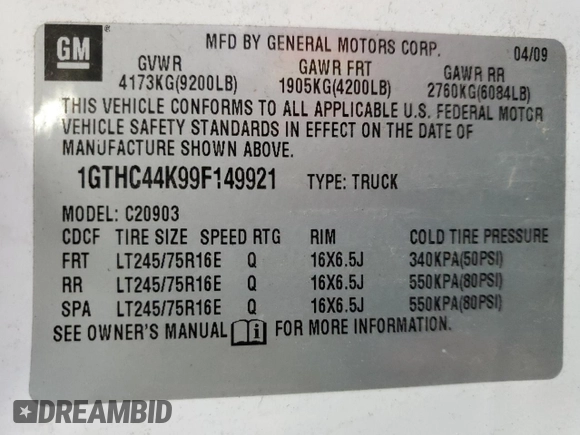 GM
MFD BY GENERAL MOTORS CORP. 04/09
GVWR GAWR FRT GAWR RR
4173KG(9200LB) 1905KG(4200LB) 2760KG(6084LB)
THIS VEHICLE CONFORMS TO ALL APPLICABLE U.S. FEDERAL MOTOR
VEHICLE SAFETY STANDARDS IN EFFECT ON THE DATE OF
MANUFACTURE SHOWN ABOVE.
1GTHC44K99F149921 TYPE: TRUCK
MODEL: C20903
CDCF TIRE SIZE SPEED RTG RIM COLD TIRE PRESSURE
FRT LT245/75R16E Q 16X6.5J 340KPA(50PSI)
RR LT245/75R16E Q 16X6.5J 550KPA(80PSI)
SPA LT245/75R16E Q 16X6.5J 550KPA(80PSI)
SEE OWNER'S MANUAL i FOR MORE INFORMATION.
DREAMBID